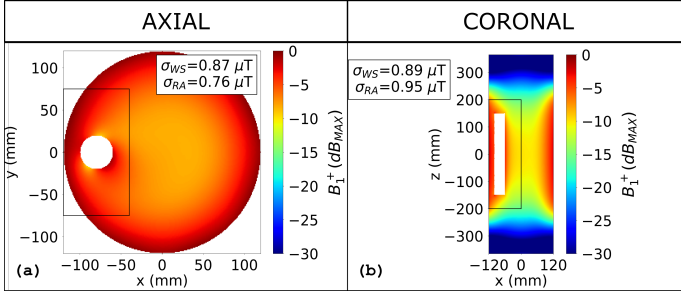 AXIAL
CORONAL
σWS=0.87 μT
σRA=0.76 μT
100
50
0
−50
−100
y (mm)
−100 −50 0 50 100
x (mm)
(a)
0
−5
−10
−15
−20
−25
−30
B1+ (dBMAX)
σWS=0.89 μT
σRA=0.95 μT
300
200
100
0
−100
−200
−300
z (mm)
−120 0 120
x (mm)
(b)
0
−5
−10
−15
−20
−25
−30
B1+ (dBMAX)